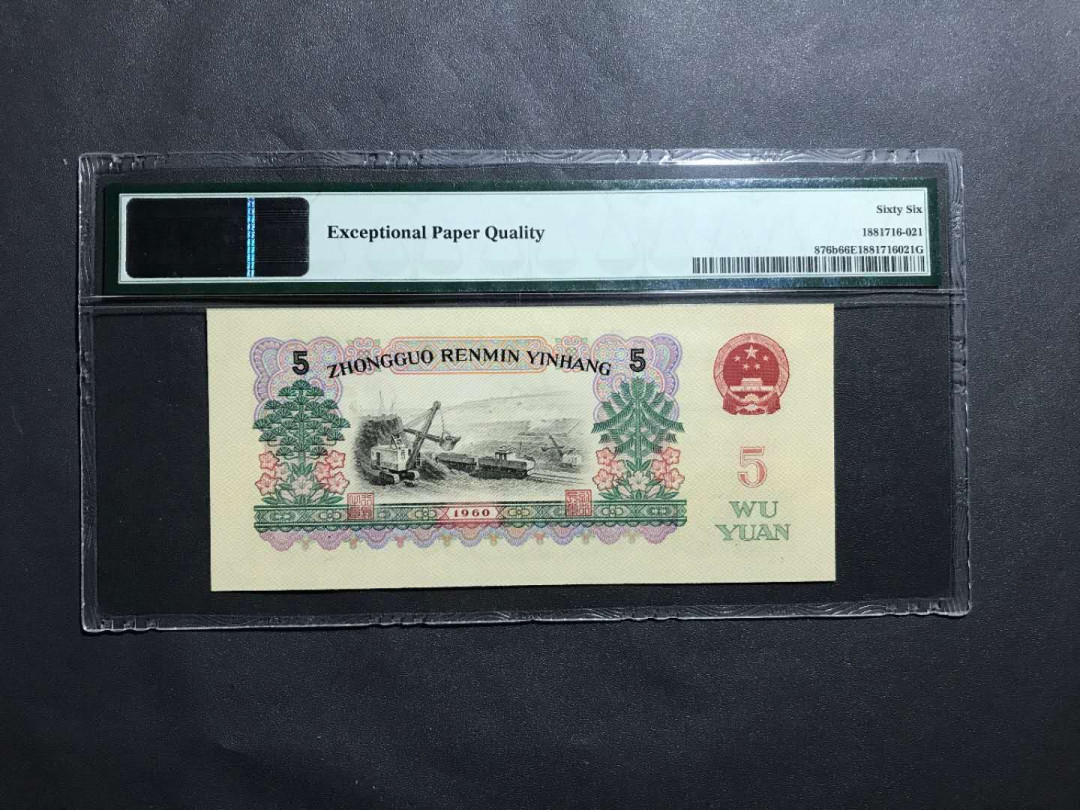 Exceptional Paper Quality
Sixty Six
1881716-021
876b66E1881716021G
5 ZHONGGUO RENMIN YINHANG 5
5
WU
YUAN
1960